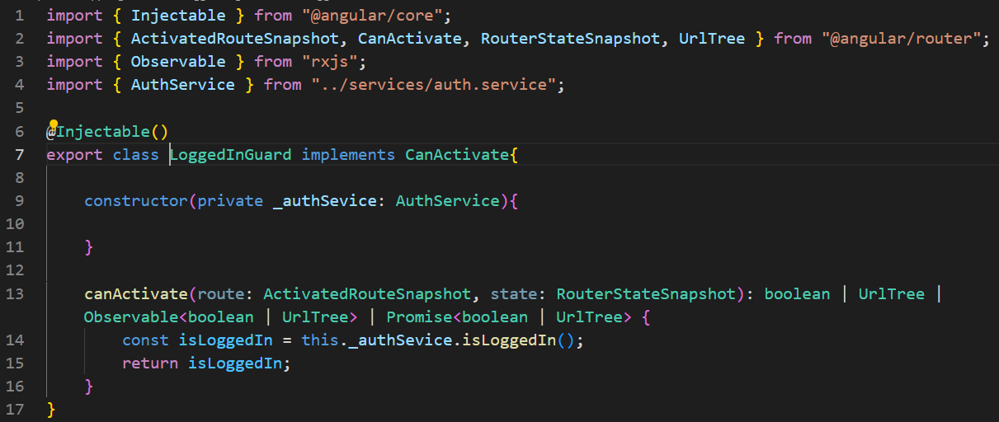 1 import { Injectable } from "@angular/core";
2 import { ActivatedRouteSnapshot, CanActivate, RouterStateSnapshot, UrlTree } from "@angular/router";
3 import { Observable } from "rxjs";
4 import { AuthService } from "../services/auth.service";
5
6 @Injectable()
7 export class LoggedInGuard implements CanActivate{
8
9 constructor(private _authSevice: AuthService){
10
11 }
12
13 canActivate(route: ActivatedRouteSnapshot, state: RouterStateSnapshot): boolean | UrlTree |
Observable<boolean | UrlTree> | Promise<boolean | UrlTree> {
14 const isLoggedIn = this._authSevice.isLoggedIn();
15 return isLoggedIn;
16 }
17 }